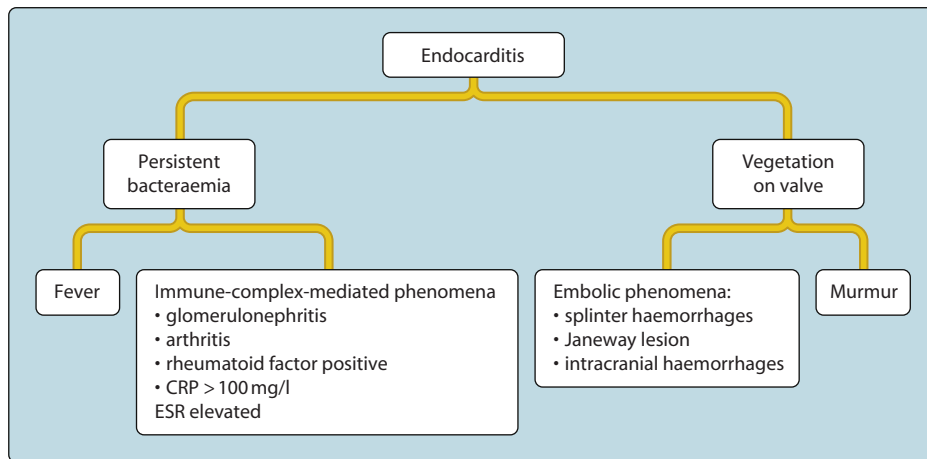 Endocarditis
Persistent
bacteraemia
Vegetation
on valve
Fever
Immune-complex-mediated phenomena
• glomerulonephritis
• arthritis
• rheumatoid factor positive
• CRP > 100 mg/l
ESR elevated
Embolic phenomena:
• splinter haemorrhages
• Janeway lesion
• intracranial haemorrhages
Murmur